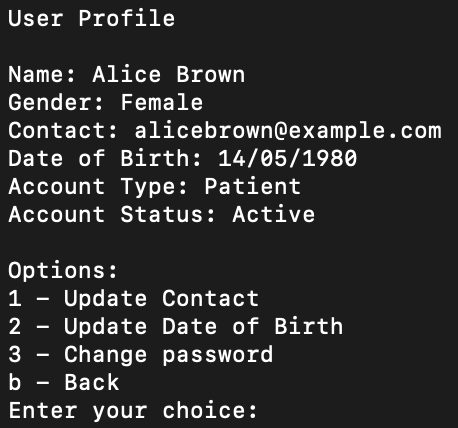 User Profile
Name: Alice Brown
Gender: Female
Contact: alicebrown@example.com
Date of Birth: 14/05/1980
Account Type: Patient
Account Status: Active
Options:
1 – Update Contact
2 – Update Date of Birth
3 – Change password
b – Back
Enter your choice: